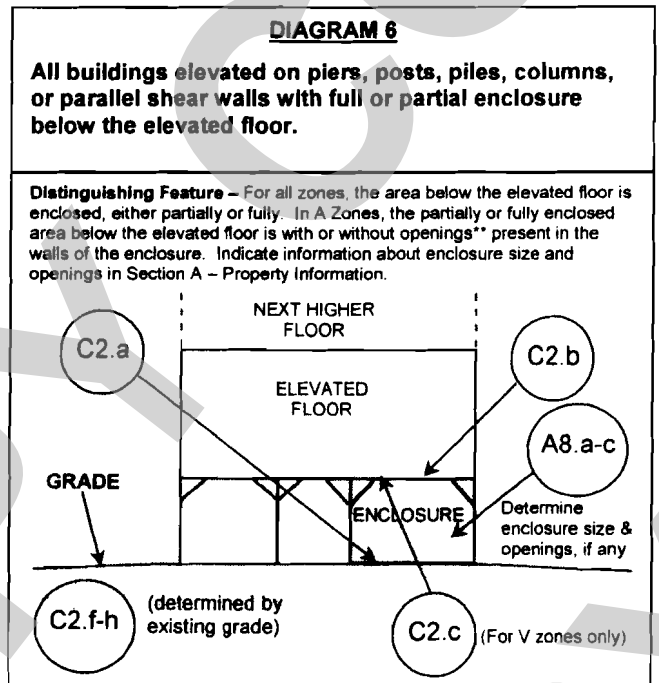 DIAGRAM 6
All buildings elevated on piers, posts, piles, columns,
or parallel shear walls with full or partial enclosure
below the elevated floor.
Distinguishing Feature – For all zones, the area below the elevated floor is
enclosed, either partially or fully. In A Zones, the partially or fully enclosed
area below the elevated floor is with or without openings** present in the
walls of the enclosure. Indicate information about enclosure size and
openings in Section A – Property Information.
NEXT HIGHER
FLOOR
C2.a
C2.b
ELEVATED
FLOOR
A8.a-c
GRADE
ENCLOSURE
Determine
enclosure size &
openings, if any
C2.f-h
(determined by
existing grade)
C2.c
(For V zones only)